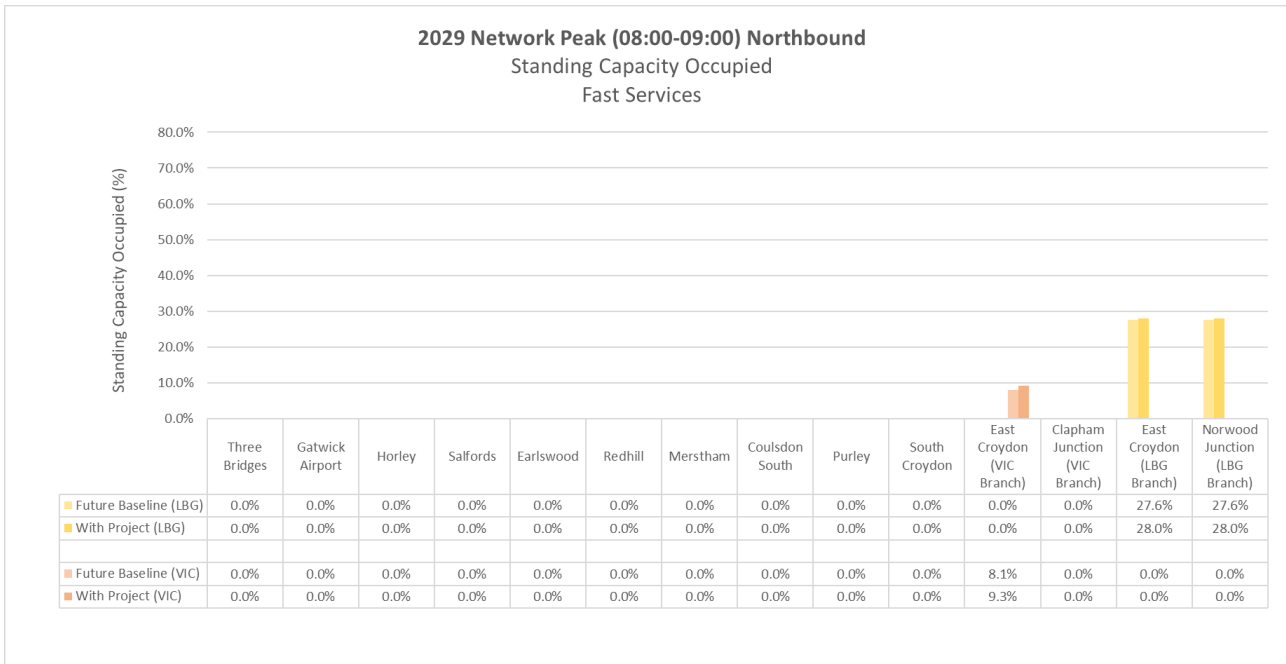 2029 Network Peak (08:00-09:00) Northbound
Standing Capacity Occupied
Fast Services
Standing Capacity Occupied (%)
80.0%
70.0%
60.0%
50.0%
40.0%
30.0%
20.0%
10.0%
0.0%
Three Bridges Gatwick Airport Horley Salfords Earlswood Redhill Merstham Coulsdon South Purley South Croydon East Croydon (VIC Branch) Clapham Junction (VIC Branch) East Croydon (LBG Branch) Norwood Junction (LBG Branch)
Future Baseline (LBG) 0.0% 0.0% 0.0% 0.0% 0.0% 0.0% 0.0% 0.0% 0.0% 0.0% 0.0% 0.0% 27.6% 27.6%
With Project (LBG) 0.0% 0.0% 0.0% 0.0% 0.0% 0.0% 0.0% 0.0% 0.0% 0.0% 0.0% 0.0% 28.0% 28.0%
Future Baseline (VIC) 0.0% 0.0% 0.0% 0.0% 0.0% 0.0% 0.0% 0.0% 0.0% 0.0% 8.1% 0.0% 0.0% 0.0%
With Project (VIC) 0.0% 0.0% 0.0% 0.0% 0.0% 0.0% 0.0% 0.0% 0.0% 0.0% 9.3% 0.0% 0.0% 0.0%